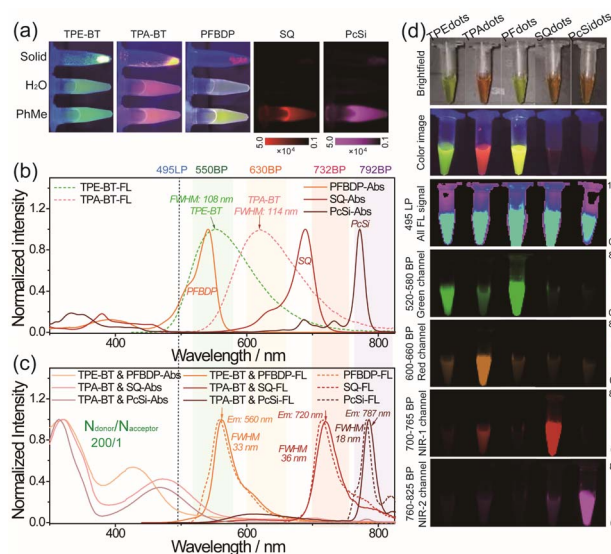 (a)
TPE-BT TPA-BT PFBDP SQ PcSi
Solid
H₂O
PhMe
5.0 0.1 5.0 0.1
×10⁴ ×10⁴
(b)
495LP 550BP 630BP 732BP 792BP
TPE-BT-FL
TPA-BT-FL
FWHM: 108 nm
TPE-BT
TPA-BT
FWHM: 114 nm
PFBDP-Abs
SQ-Abs
PcSi-Abs
PcSi
SQ
PFBDP
Normalized intensity
1.2
0.8
0.4
0.0
400 600 800
Wavelength / nm
(c)
TPE-BT & PFBDP-Abs
TPA-BT & SQ-Abs
TPA-BT & PcSi-Abs
TPE-BT & PFBDP-FL
TPA-BT & SQ-FL
TPA-BT & PcSi-FL
PFBDP-FL
SQ-FL
PcSi-FL
Ndonor/Nacceptor
200/1
Em: 560 nm
FWHM
33 nm
Em: 720 nm
FWHM
36 nm
Em: 787 nm
FWHM
18 nm
Normalized Intensity
1.6
1.2
0.8
0.4
0.0
400 600 800
Wavelength / nm
(d)
TPEdots TPAdots PFdots SQdots PcSidots
Brightfield
Color image
495 LP
All FL signal
520-580 BP
Green channel
600-660 BP
Red channel
700-765 BP
NIR-1 channel
760-825 BP
NIR-2 channel